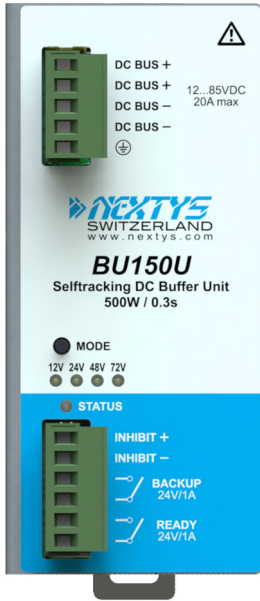 DC BUS +
DC BUS +
DC BUS −
DC BUS −
12...85VDC
20A max
NEXTYS
SWITZERLAND
www.nextys.com
BU150U
Selftracking DC Buffer Unit
500W / 0.3s
MODE
12V 24V 48V 72V
STATUS
INHIBIT +
INHIBIT −
BACKUP
24V/1A
READY
24V/1A